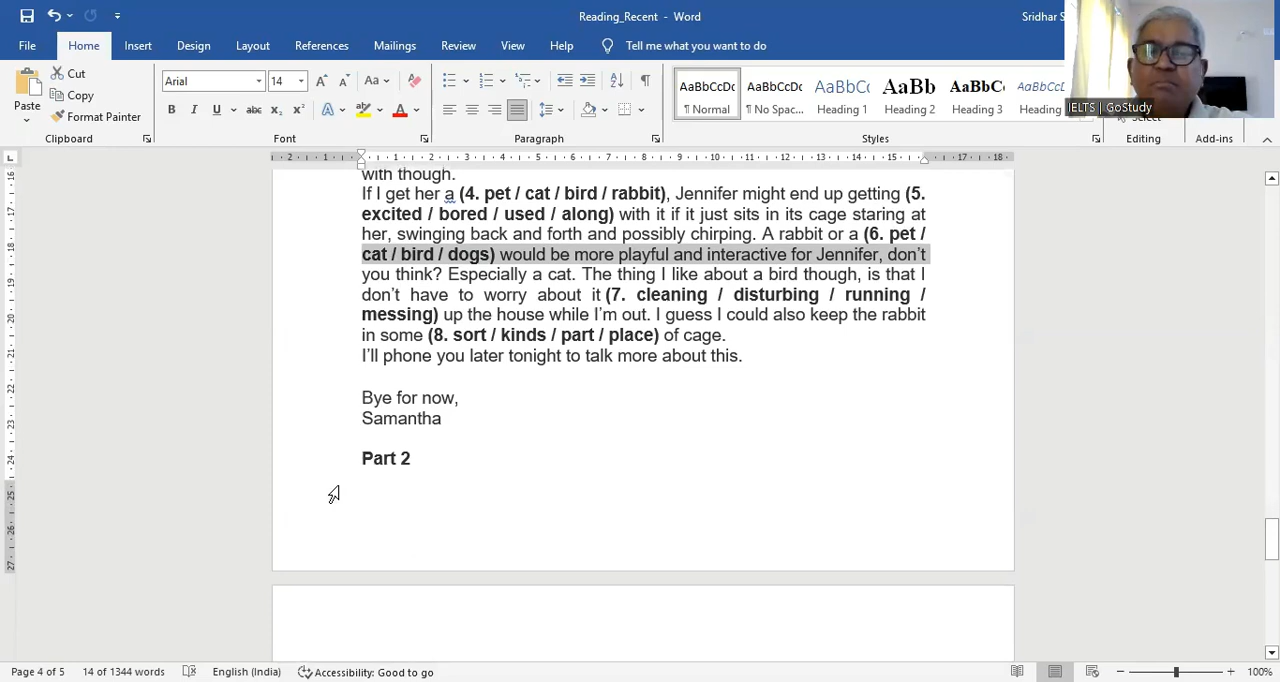 Reading_Recent - Word
Sridhar S
File Home Insert Design Layout References Mailings Review View Help Tell me what you want to do
IELTS | GoStudy
Paste
Cut
Copy
Format Painter
Arial 14
AaBbCcDc AaBbCcDc AaBbCc AaBb AaBbC AaBbCcD
¶ Normal ¶ No Spac... Heading 1 Heading 2 Heading 3 Heading
Select
Clipboard Font Paragraph Styles Editing Add-ins
with though.
If I get her a (4. pet / cat / bird / rabbit), Jennifer might end up getting (5.
excited / bored / used / along) with it if it just sits in its cage staring at
her, swinging back and forth and possibly chirping. A rabbit or a (6. pet /
cat / bird / dogs) would be more playful and interactive for Jennifer, don’t
you think? Especially a cat. The thing I like about a bird though, is that I
don’t have to worry about it (7. cleaning / disturbing / running /
messing) up the house while I’m out. I guess I could also keep the rabbit
in some (8. sort / kinds / part / place) of cage.
I’ll phone you later tonight to talk more about this.
Bye for now,
Samantha
Part 2
Page 4 of 5 14 of 1344 words English (India) Accessibility: Good to go 100%